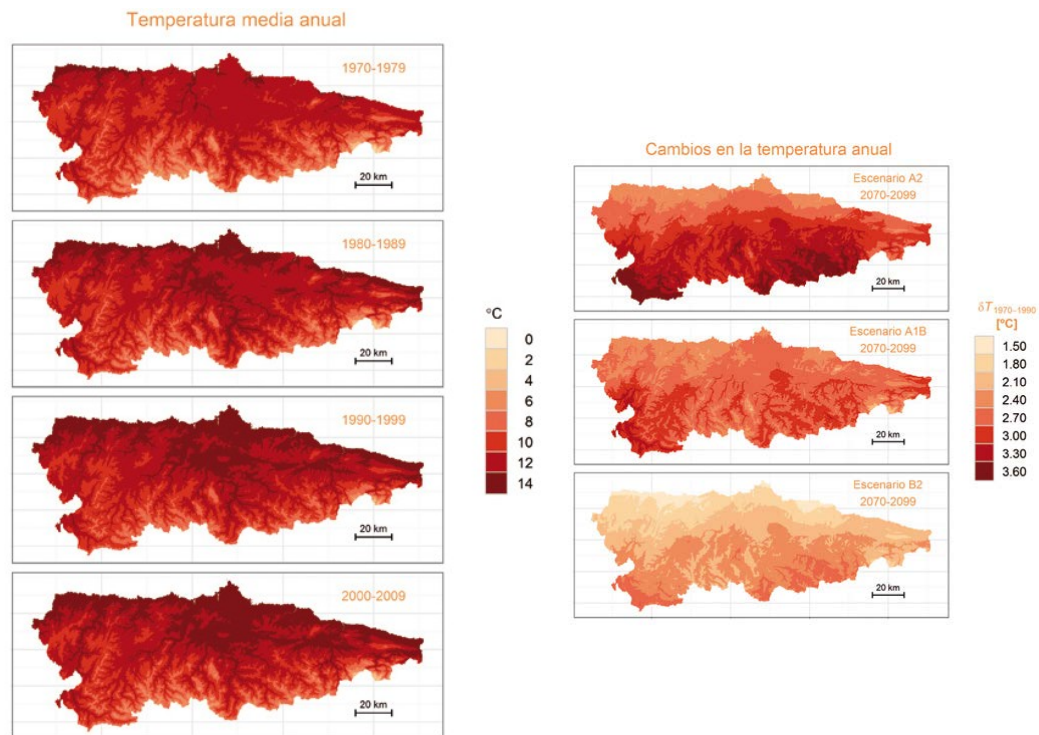 Temperatura media anual
1970-1979
20 km
1980-1989
20 km
1990-1999
20 km
2000-2009
20 km
°C
0
2
4
6
8
10
12
14
Cambios en la temperatura anual
Escenario A2
2070-2099
20 km
Escenario A1B
2070-2099
20 km
Escenario B2
2070-2099
20 km
δT 1970-1990
[ºC]
1.50
1.80
2.10
2.40
2.70
3.00
3.30
3.60